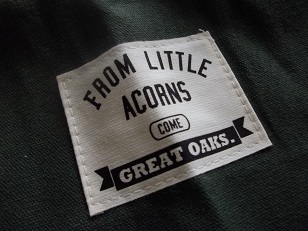 FROM LITTLE
ACORNS
COME
GREAT OAKS.